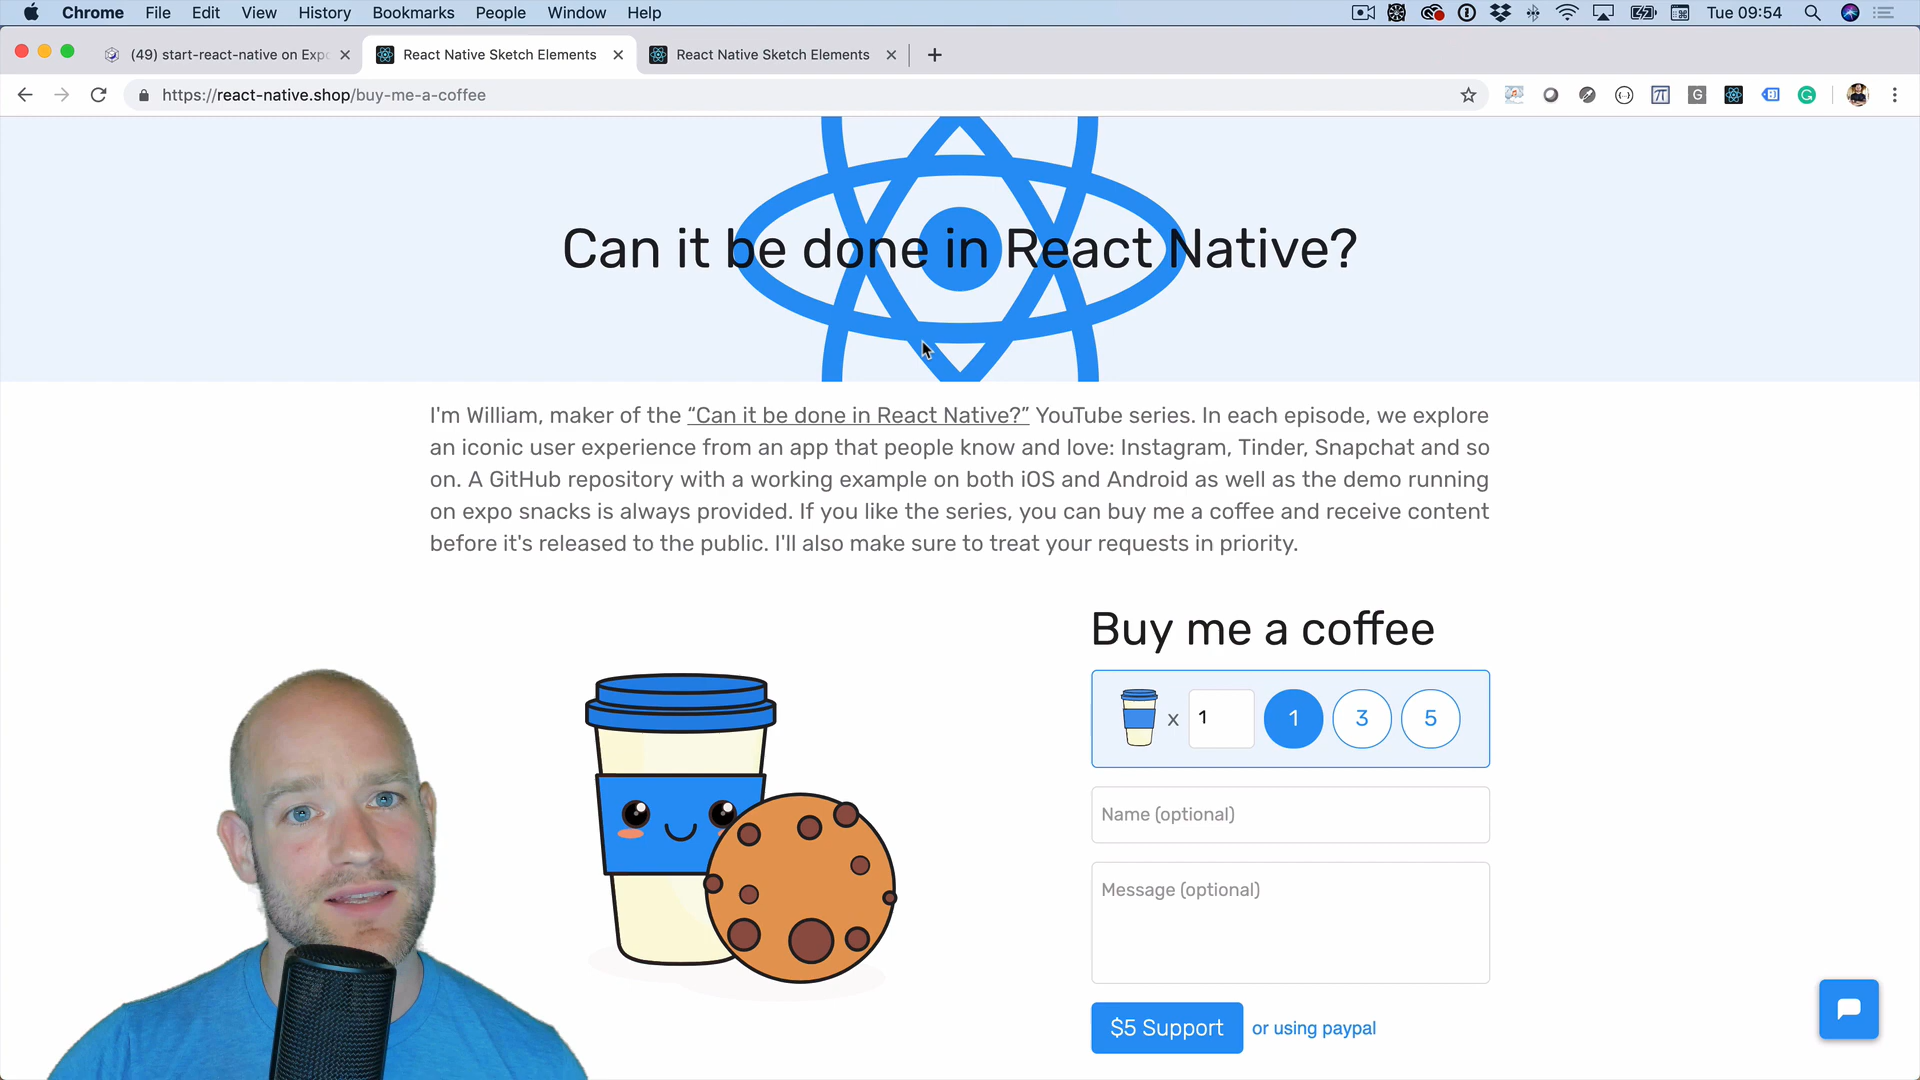 Chrome File Edit View History Bookmarks People Window Help Tue 09:54
(49) start-react-native on Exp
React Native Sketch Elements
React Native Sketch Elements
https://react-native.shop/buy-me-a-coffee
Can it be done in React Native?
I'm William, maker of the “Can it be done in React Native?” YouTube series. In each episode, we explore
an iconic user experience from an app that people know and love: Instagram, Tinder, Snapchat and so
on. A GitHub repository with a working example on both iOS and Android as well as the demo running
on expo snacks is always provided. If you like the series, you can buy me a coffee and receive content
before it's released to the public. I'll also make sure to treat your requests in priority.
Buy me a coffee
x 1 1 3 5
Name (optional)
Message (optional)
$5 Support or using paypal